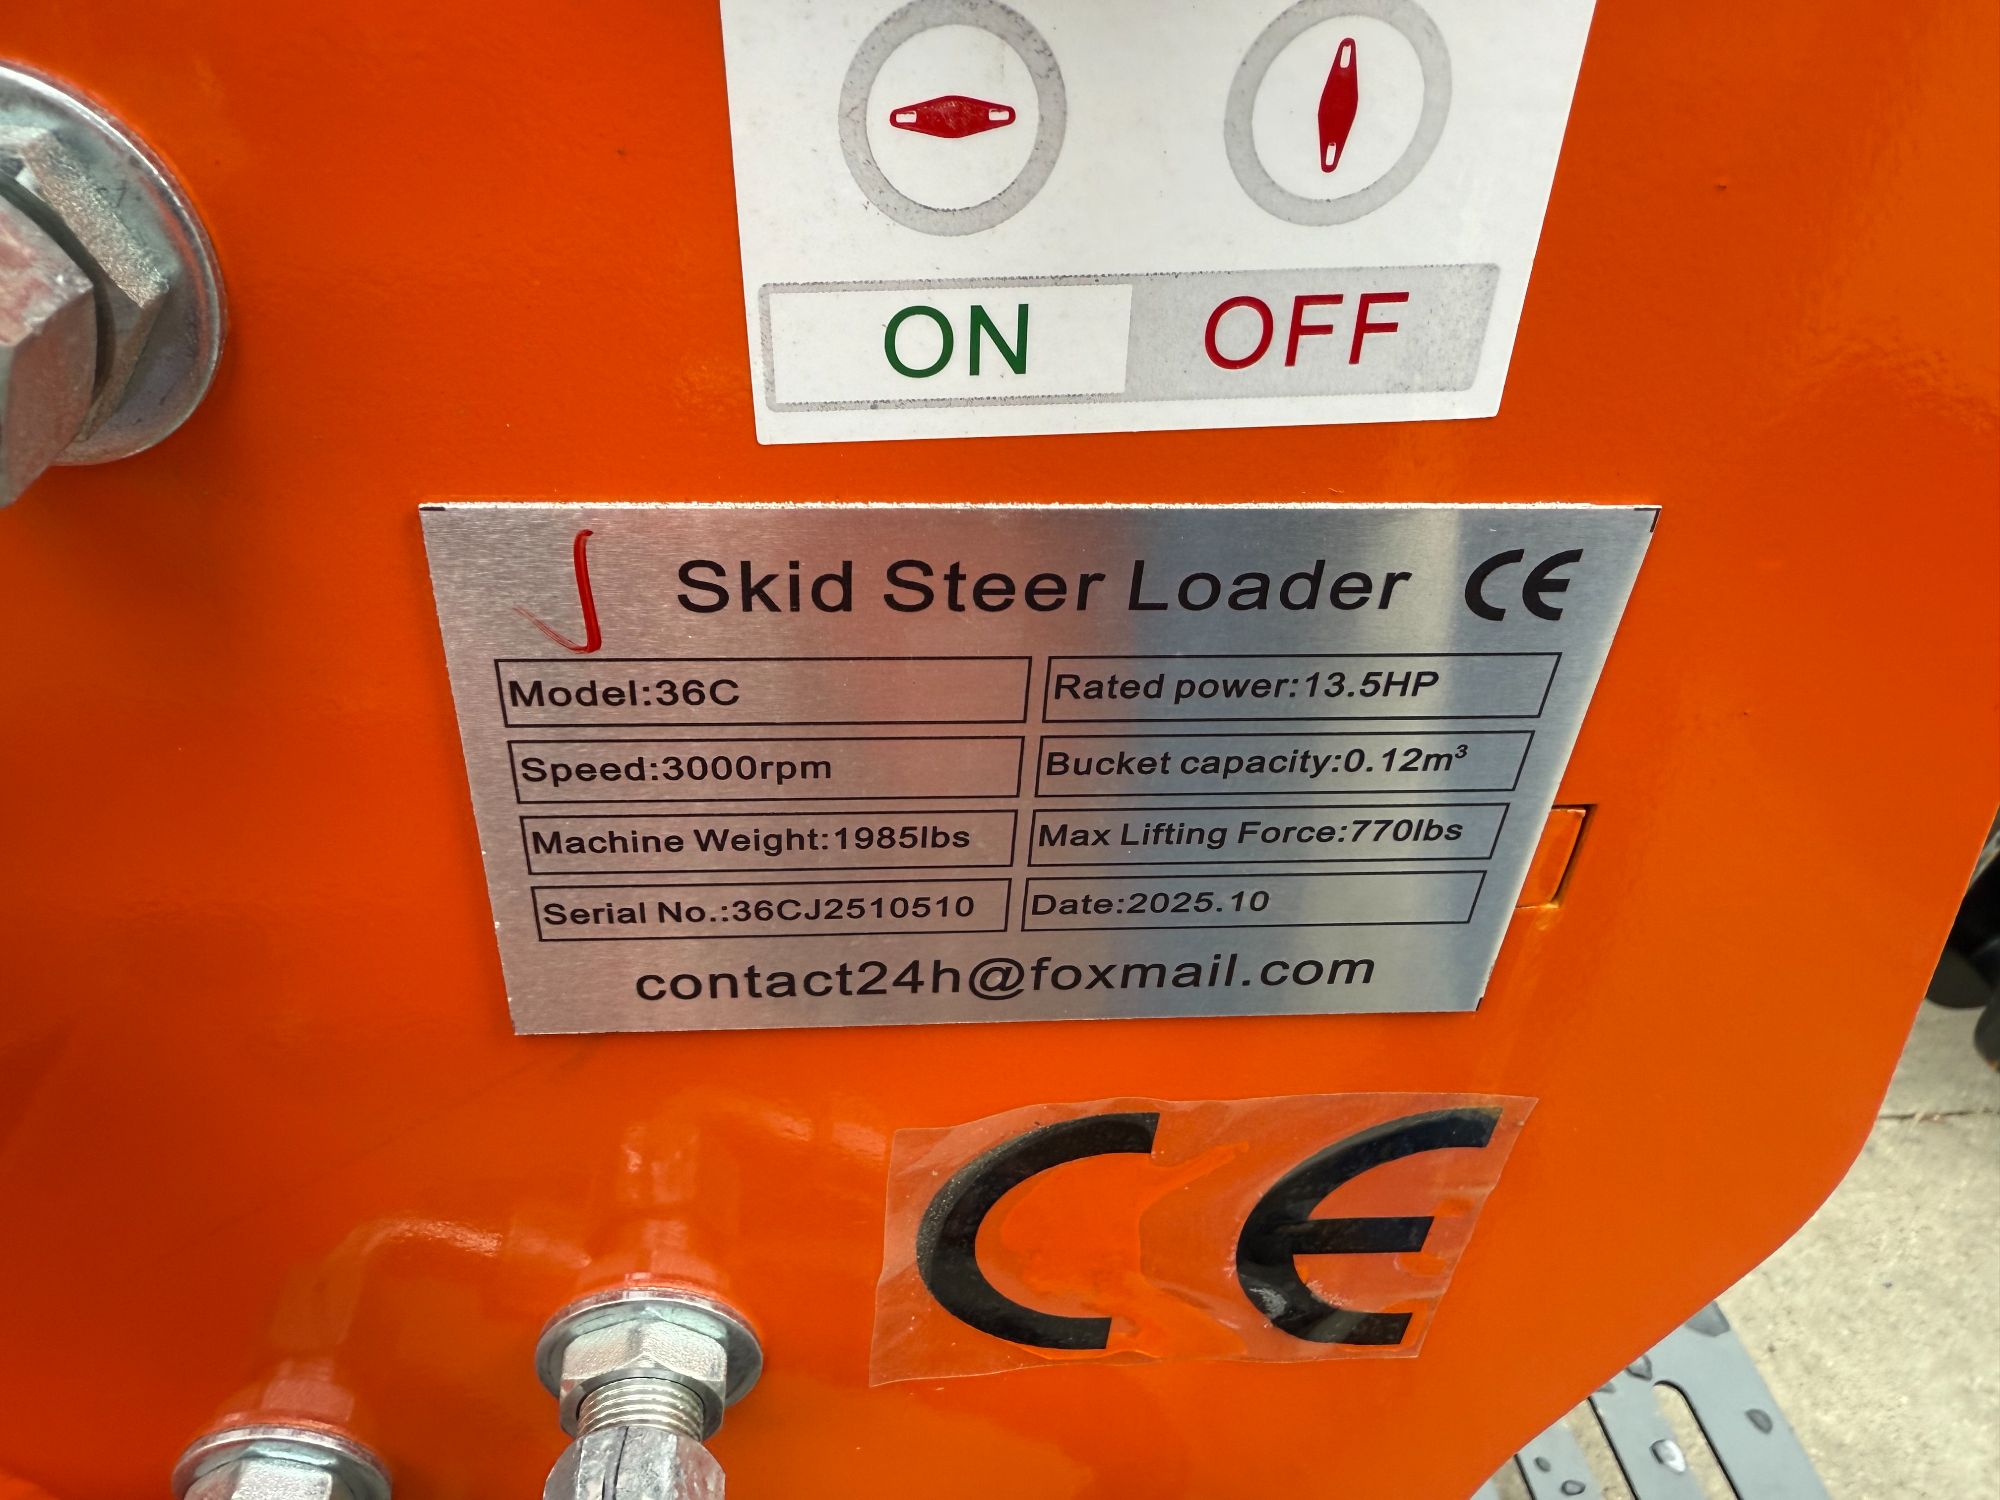 ON OFF
Skid Steer Loader CE
Model:36C Rated power:13.5HP
Speed:3000rpm Bucket capacity:0.12m³
Machine Weight:1985lbs Max Lifting Force:770lbs
Serial No.:36CJ2510510 Date:2025.10
contact24h@foxmail.com
CE